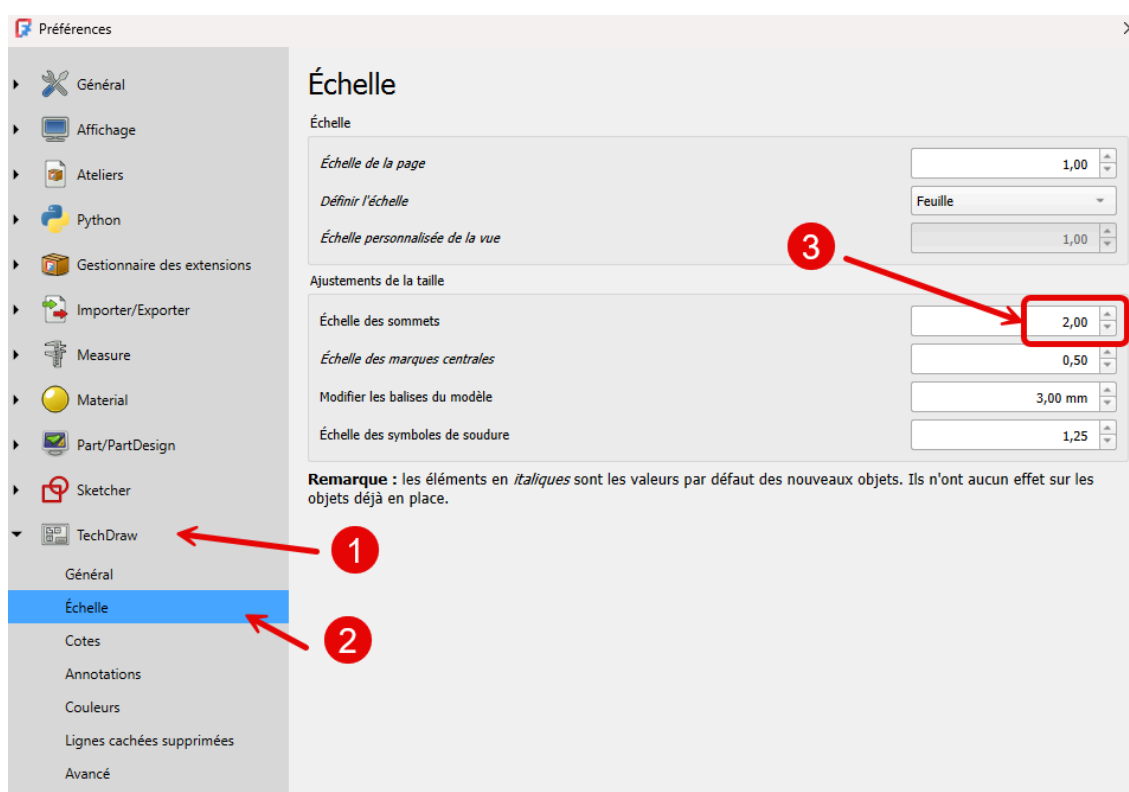 Préférences
Général
Affichage
Ateliers
Python
Gestionnaire des extensions
Importer/Exporter
Measure
Material
Part/PartDesign
Sketcher
TechDraw
Général
Échelle
Cotes
Annotations
Couleurs
Lignes cachées supprimées
Avancé
Échelle
Échelle
Échelle de la page 1,00
Définir l'échelle Feuille
Échelle personnalisée de la vue 1,00
Ajustements de la taille
Échelle des sommets 2,00
Échelle des marques centrales 0,50
Modifier les balises du modèle 3,00 mm
Échelle des symboles de soudure 1,25
Remarque : les éléments en italiques sont les valeurs par défaut des nouveaux objets. Ils n'ont aucun effet sur les
objets déjà en place.
3
1
2